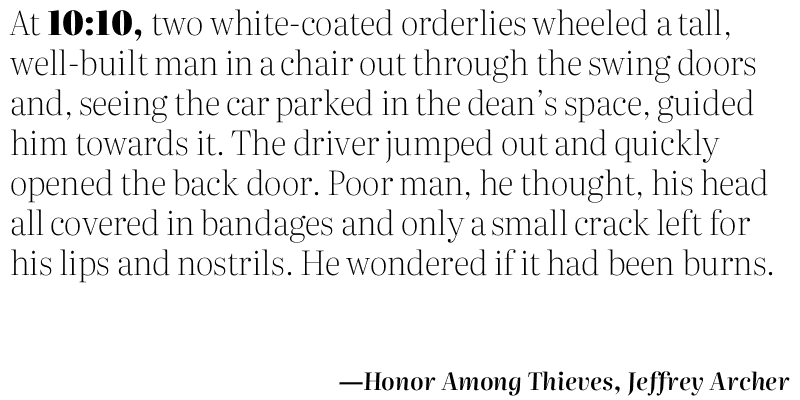 At 10:10, two white-coated orderlies wheeled a tall,
well-built man in a chair out through the swing doors
and, seeing the car parked in the dean’s space, guided
him towards it. The driver jumped out and quickly
opened the back door. Poor man, he thought, his head
all covered in bandages and only a small crack left for
his lips and nostrils. He wondered if it had been burns.
—Honor Among Thieves, Jeffrey Archer